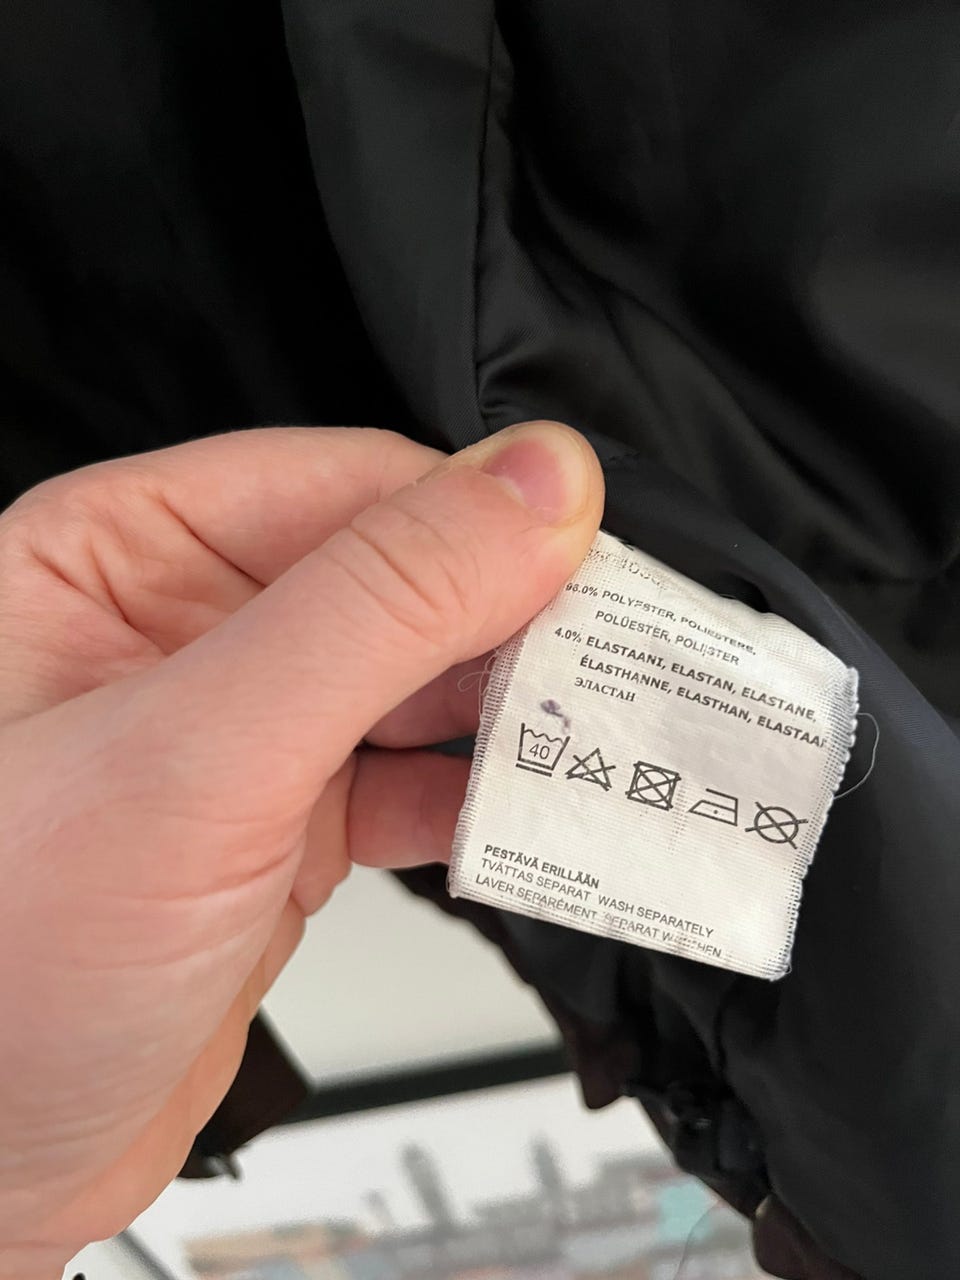 96.0% POLYESTER, POLIESTERE,
POLÜESTER, POLIESTER
4.0% ELASTAANI, ELASTAN, ELASTANE,
ÉLASTHANNE, ELASTHAN, ELASTAAN
ЭЛАСТАН
40
PESTÄVÄ ERILLÄÄN
TVÄTTAS SEPARAT WASH SEPARATELY
LAVER SEPARÉMENT SEPARAT WASCHEN